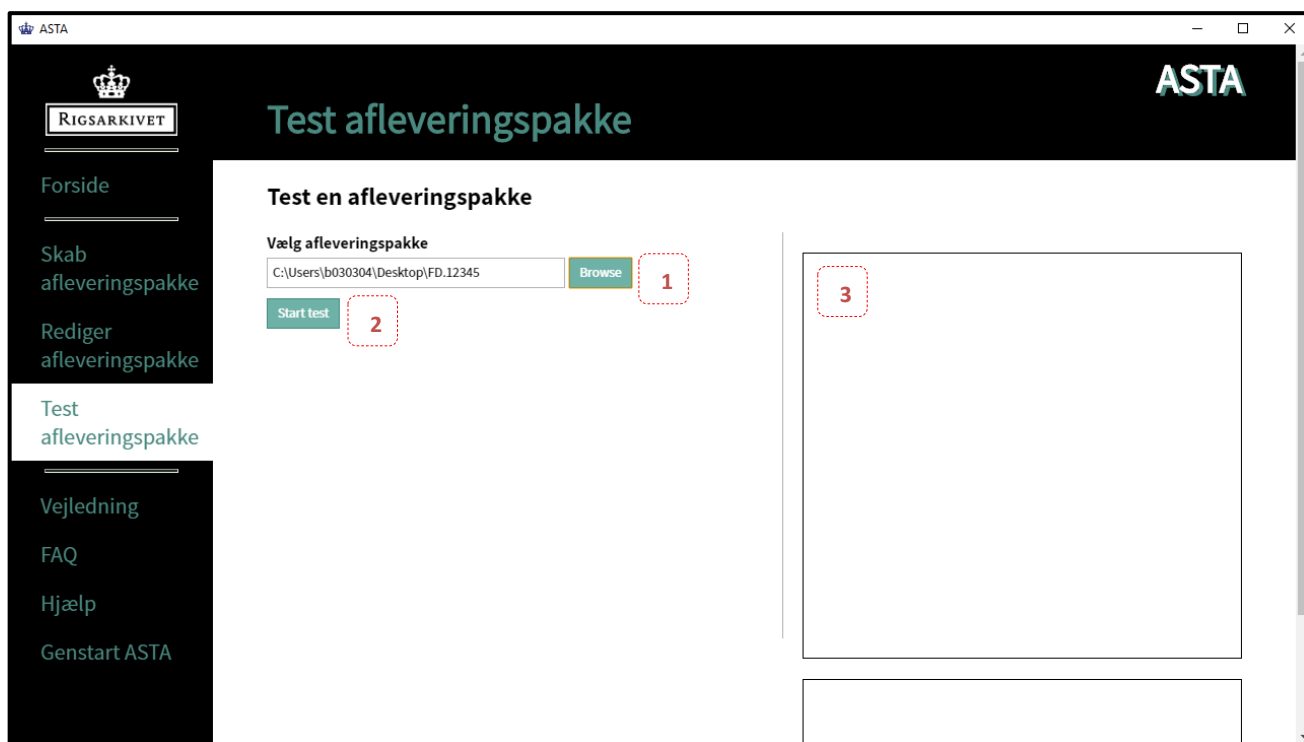 ASTA
RIGSARKIVET
ASTA
Test afleveringspakke
Forside
Skab
afleveringspakke
Rediger
afleveringspakke
Test
afleveringspakke
Vejledning
FAQ
Hjælp
Genstart ASTA
Test en afleveringspakke
Vælg afleveringspakke
C:\Users\b030304\Desktop\FD.12345
Browse
1
Start test
2
3